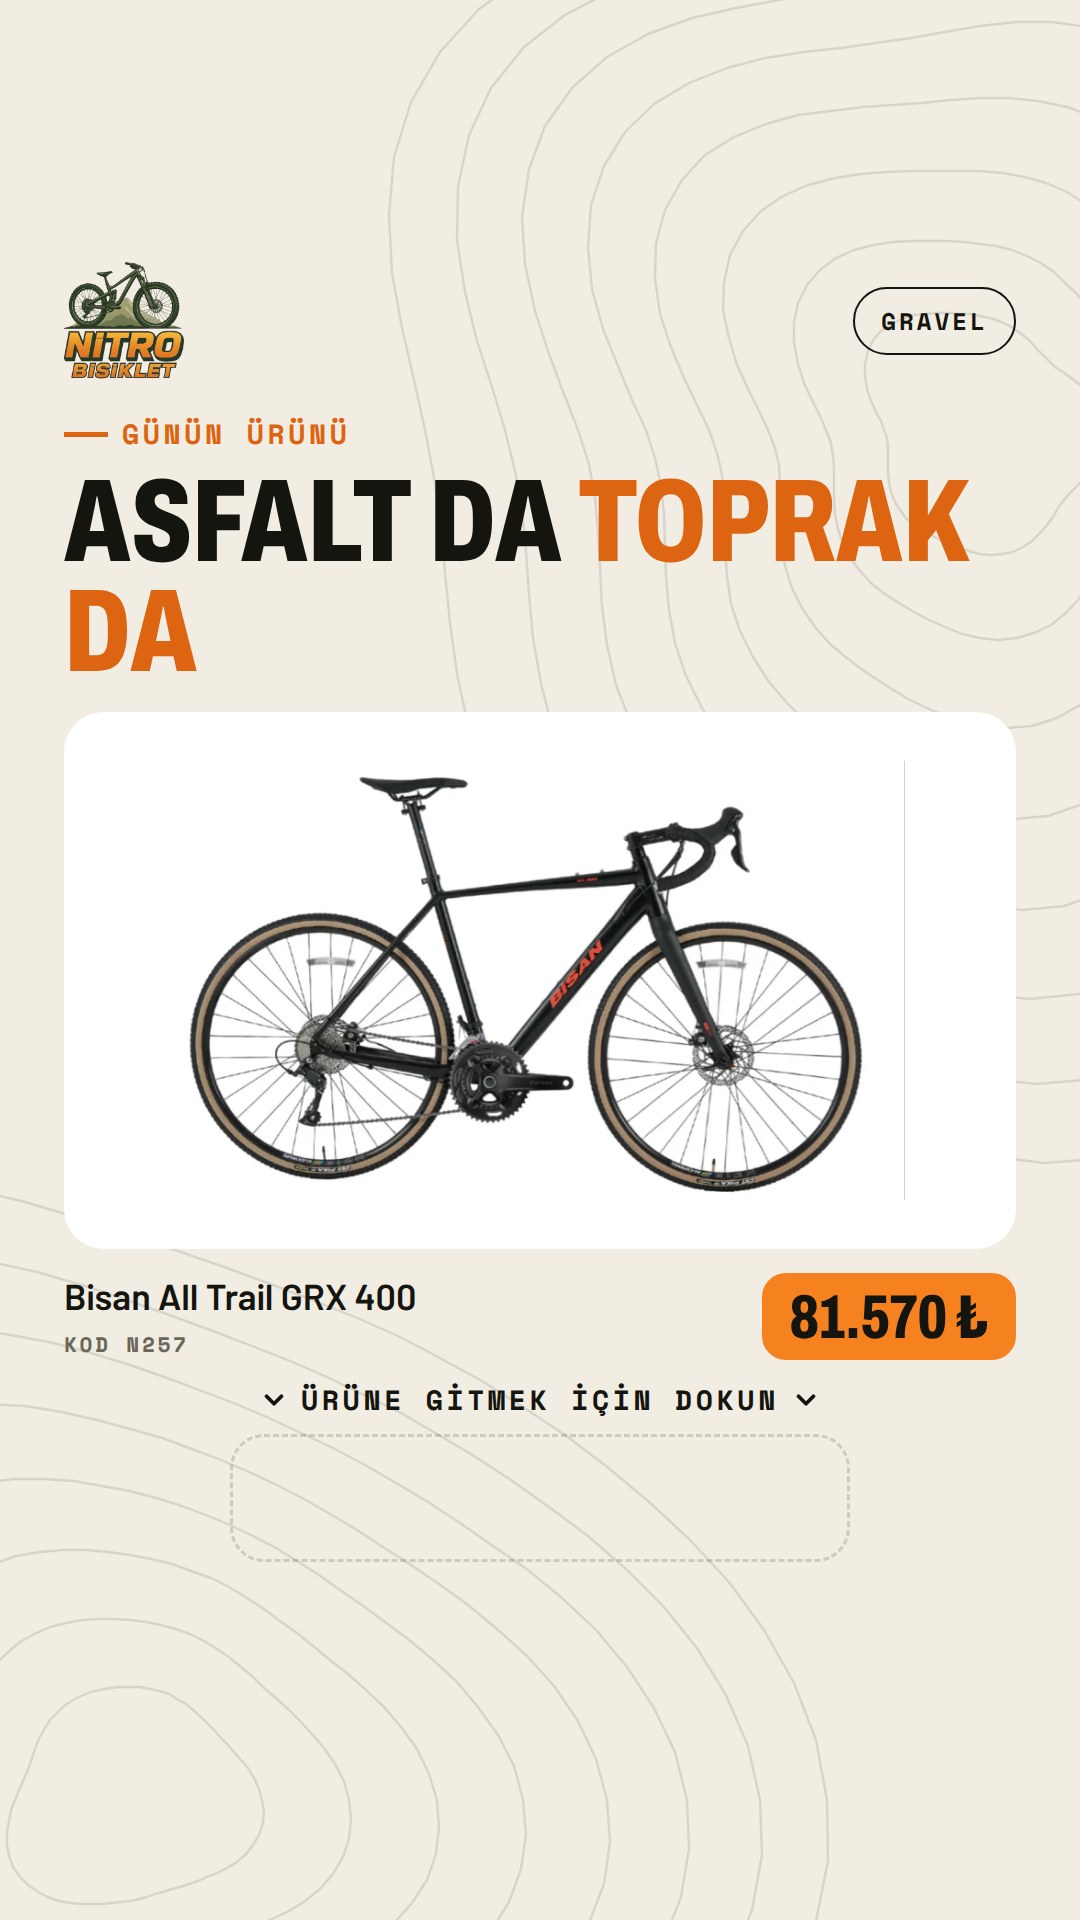 NiTRO
BiSiKLET
GRAVEL
GÜNÜN ÜRÜNÜ
ASFALT DA TOPRAK
DA
BISAN
Bisan All Trail GRX 400
81.570 ₺
KOD N257
ÜRÜNE GİTMEK İÇİN DOKUN